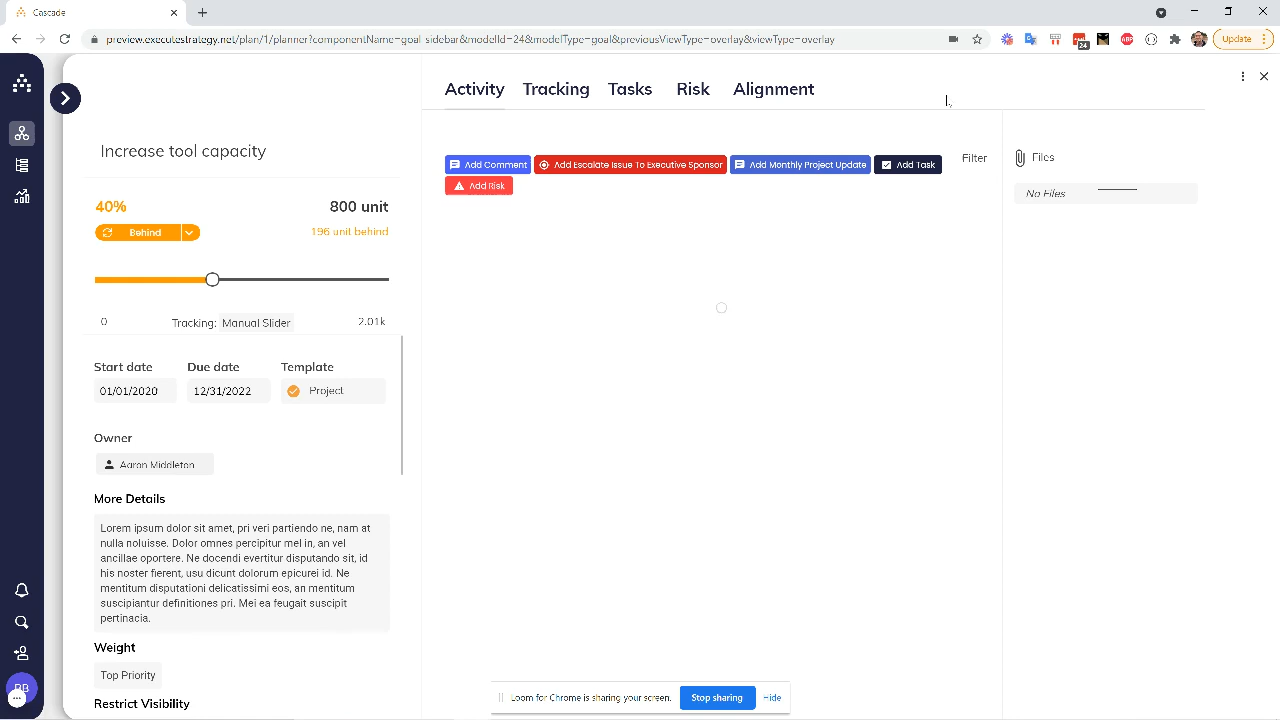 Cascade
preview.executestrategy.net/plan/1/planner?componentName=goal-sidebar&modelId=24&modelType=goal&previousViewType=overlay&viewType=overlay
ABP
24
Update
Activity Tracking Tasks Risk Alignment
Increase tool capacity
Add Comment Add Escalate Issue To Executive Sponsor Add Monthly Project Update Add Task
Add Risk
Filter
Files
No Files
40% 800 unit
Behind 196 unit behind
0 Tracking: Manual Slider 2.01k
Start date Due date Template
01/01/2020 12/31/2022 Project
Owner
Aaron Middleton
More Details
Lorem ipsum dolor sit amet, pri veri partiendo ne, nam at
nulla noluisse. Dolor omnes percipitur mel in, an vel
ancillae oportere. Ne docendi evertitur disputando sit, id
his noster fierent, usu dicunt dolorum epicurei id. Ne
mentitum disputationi delicatissimi eos, an mentitum
suscipiantur definitiones pri. Mei ea feugait suscipit
pertinacia.
Weight
Top Priority
Restrict Visibility
Loom for Chrome is sharing your screen. Stop sharing Hide